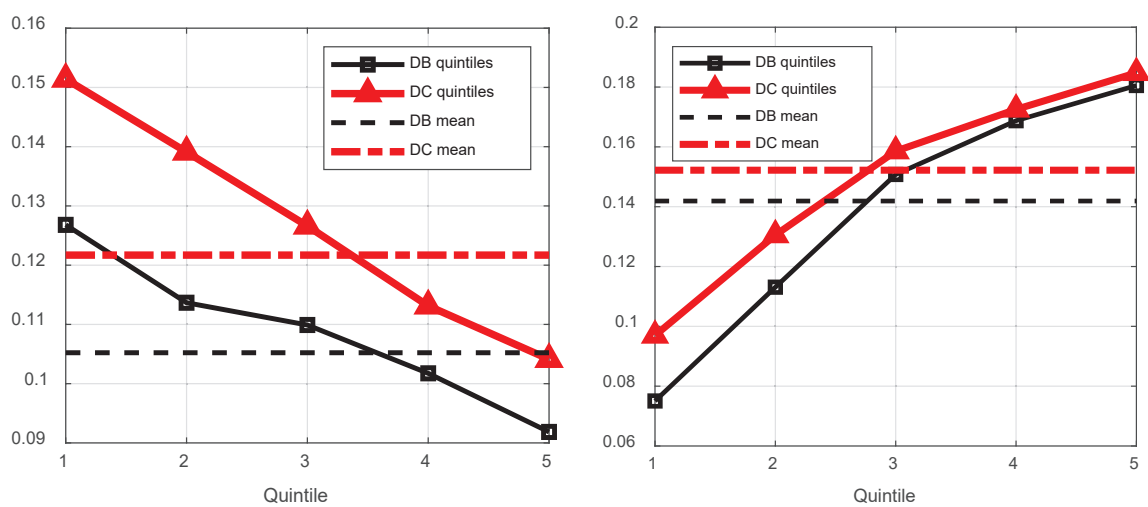 0.16
0.15
0.14
0.13
0.12
0.11
0.1
0.09
1 2 3 4 5
Quintile
DB quintiles
DC quintiles
DB mean
DC mean
0.2
0.18
0.16
0.14
0.12
0.1
0.08
0.06
1 2 3 4 5
Quintile
DB quintiles
DC quintiles
DB mean
DC mean